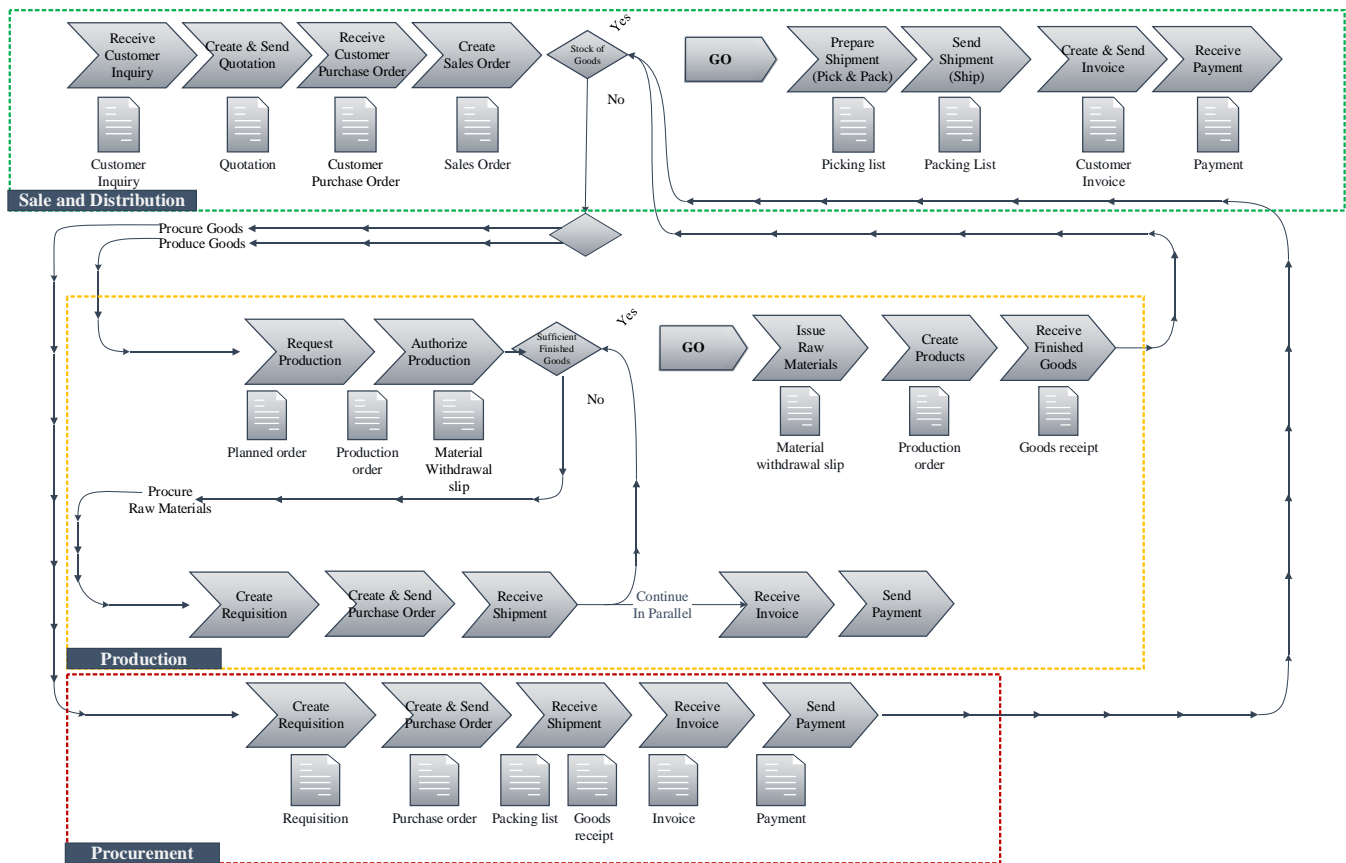 Receive
Customer
Inquiry
Create & Send
Quotation
Receive
Customer
Purchase Order
Create
Sales Order
Stock of
Goods
Yes
No
GO
Prepare
Shipment
(Pick & Pack)
Send
Shipment
(Ship)
Create & Send
Invoice
Receive
Payment
Customer
Inquiry
Quotation
Customer
Purchase Order
Sales Order
Picking list
Packing List
Customer
Invoice
Payment
Sale and Distribution
Procure Goods
Produce Goods
Request
Production
Authorize
Production
Sufficient
Finished
Goods
Yes
No
GO
Issue
Raw
Materials
Create
Products
Receive
Finished
Goods
Planned order
Production
order
Material
Withdrawal
slip
Material
withdrawal slip
Production
order
Goods receipt
Procure
Raw Materials
Create
Requisition
Create & Send
Purchase Order
Receive
Shipment
Continue
In Parallel
Receive
Invoice
Send
Payment
Production
Create
Requisition
Create & Send
Purchase Order
Receive
Shipment
Receive
Invoice
Send
Payment
Requisition
Purchase order
Packing list
Goods
receipt
Invoice
Payment
Procurement